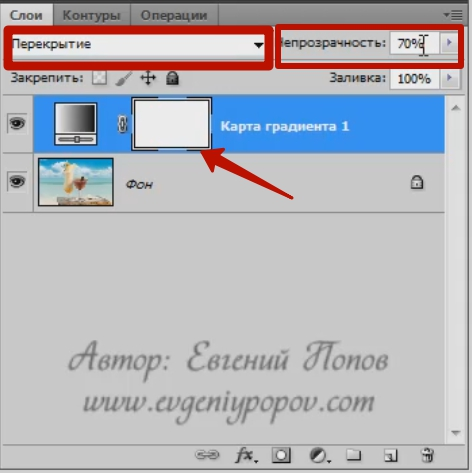 Слои Контуры Операции
Перекрытие Непрозрачность: 70%
Закрепить: Заливка: 100%
Карта градиента 1
Фон
Автор: Евгений Попов
www.evgeniypopov.com
fx.